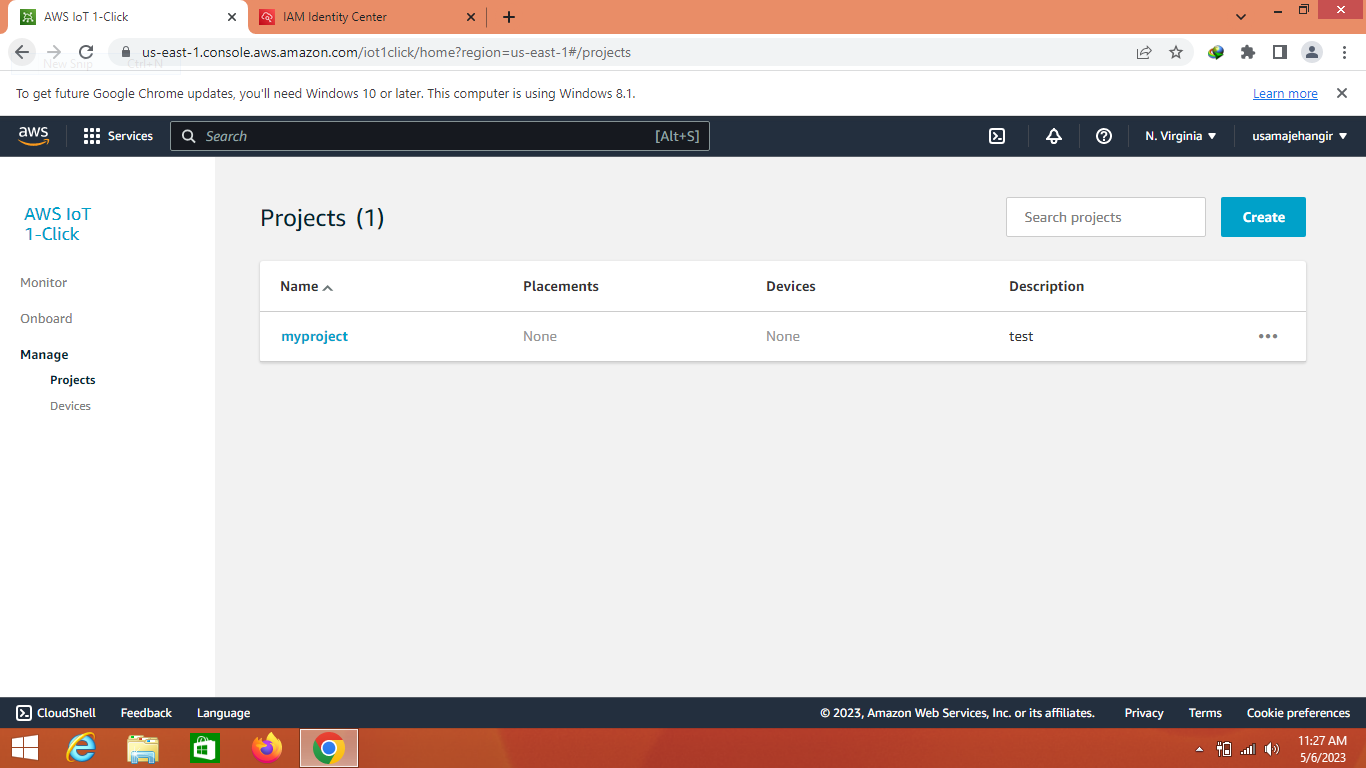 AWS IoT 1-Click
IAM Identity Center
us-east-1.console.aws.amazon.com/iot1click/home?region=us-east-1#/projects
New Snip Ctrl+N
To get future Google Chrome updates, you'll need Windows 10 or later. This computer is using Windows 8.1.
Learn more
aws
Services
Search
[Alt+S]
N. Virginia
usamajehangir
AWS IoT
1-Click
Monitor
Onboard
Manage
Projects
Devices
Projects (1)
Search projects
Create
Name Placements Devices Description
myproject None None test
CloudShell Feedback Language
© 2023, Amazon Web Services, Inc. or its affiliates. Privacy Terms Cookie preferences
11:27 AM
5/6/2023